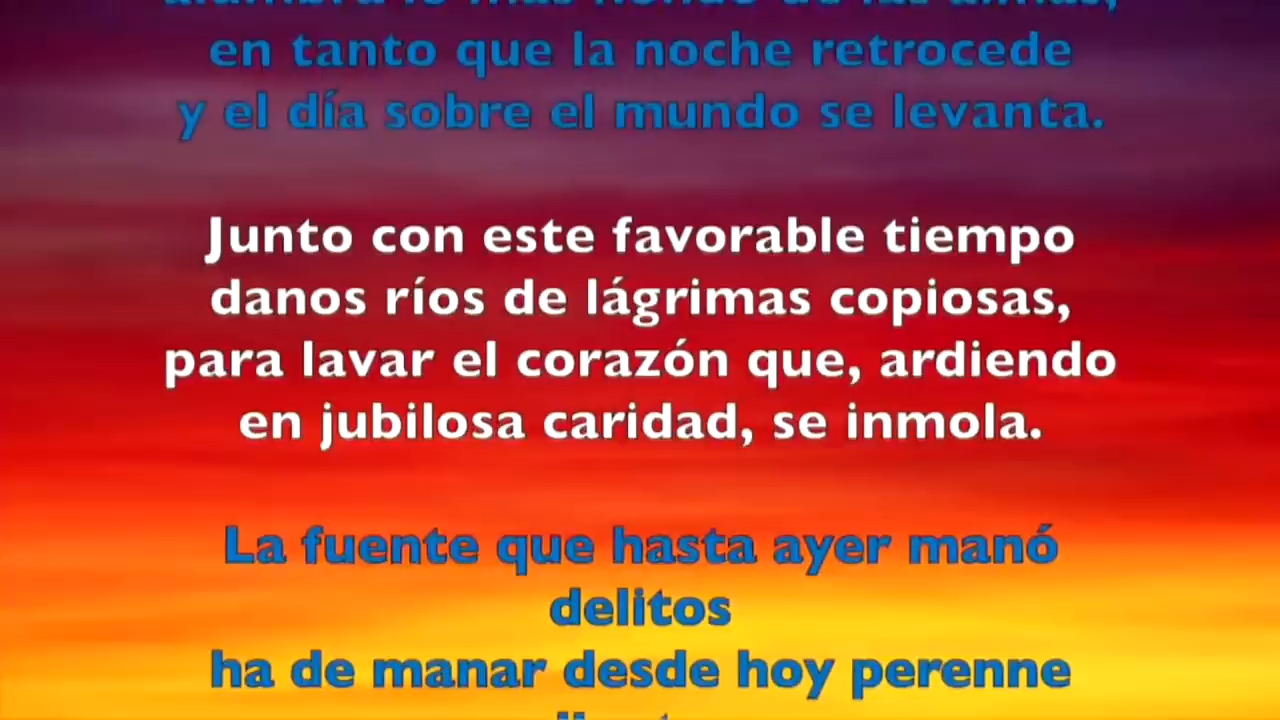 en tanto que la noche retrocede
y el día sobre el mundo se levanta.
Junto con este favorable tiempo
danos ríos de lágrimas copiosas,
para lavar el corazón que, ardiendo
en jubilosa caridad, se inmola.
La fuente que hasta ayer manó
delitos
ha de manar desde hoy perenne